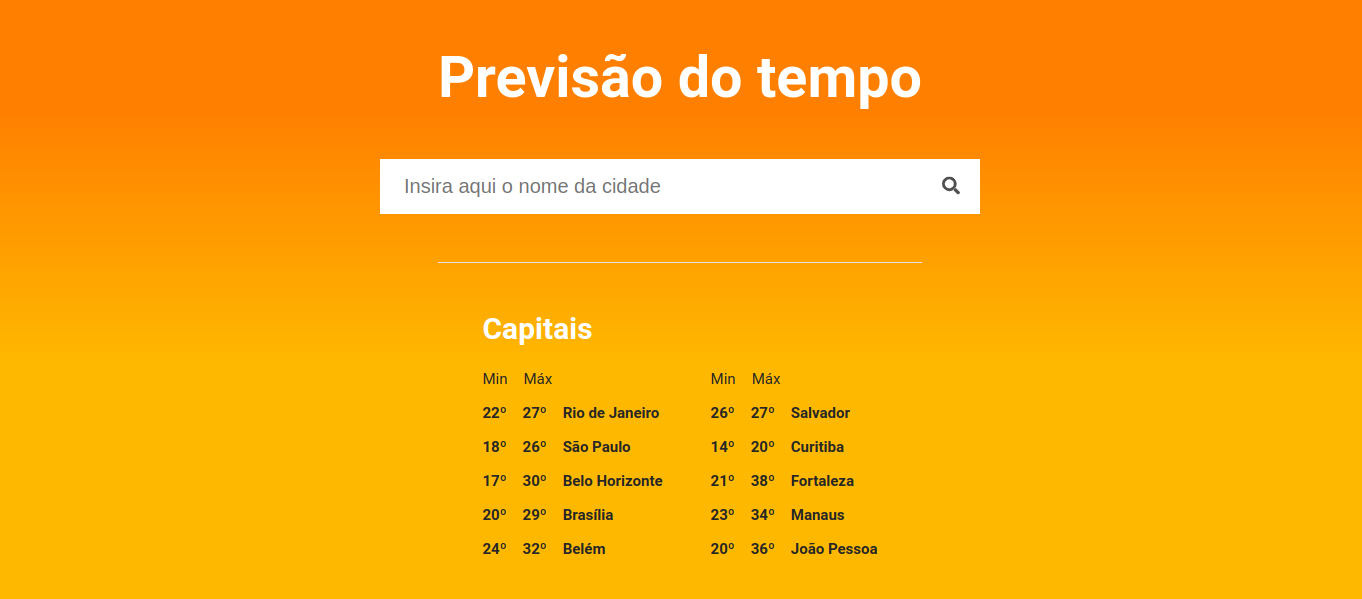 Previsão do tempo
Insira aqui o nome da cidade
Capitais
Min Máx
22º 27º Rio de Janeiro
18º 26º São Paulo
17º 30º Belo Horizonte
20º 29º Brasília
24º 32º Belém
Min Máx
26º 27º Salvador
14º 20º Curitiba
21º 38º Fortaleza
23º 34º Manaus
20º 36º João Pessoa